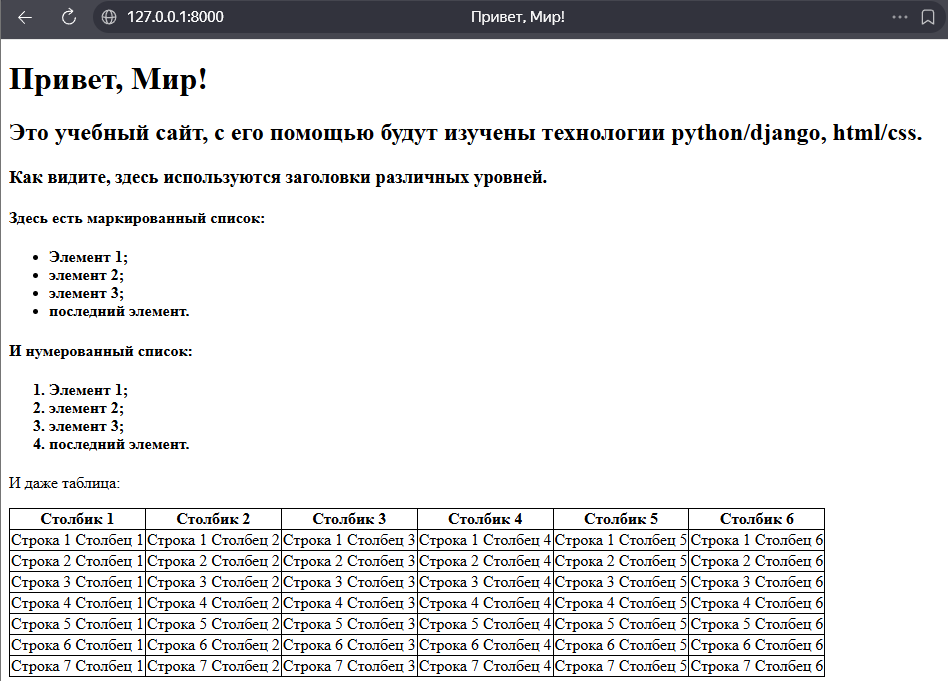 127.0.0.1:8000 Привет, Мир!
Привет, Мир!
Это учебный сайт, с его помощью будут изучены технологии python/django, html/css.
Как видите, здесь используются заголовки различных уровней.
Здесь есть маркированный список:
• Элемент 1;
• элемент 2;
• элемент 3;
• последний элемент.
И нумерованный список:
1. Элемент 1;
2. элемент 2;
3. элемент 3;
4. последний элемент.
И даже таблица:
Столбик 1 Столбик 2 Столбик 3 Столбик 4 Столбик 5 Столбик 6
Строка 1 Столбец 1 Строка 1 Столбец 2 Строка 1 Столбец 3 Строка 1 Столбец 4 Строка 1 Столбец 5 Строка 1 Столбец 6
Строка 2 Столбец 1 Строка 2 Столбец 2 Строка 2 Столбец 3 Строка 2 Столбец 4 Строка 2 Столбец 5 Строка 2 Столбец 6
Строка 3 Столбец 1 Строка 3 Столбец 2 Строка 3 Столбец 3 Строка 3 Столбец 4 Строка 3 Столбец 5 Строка 3 Столбец 6
Строка 4 Столбец 1 Строка 4 Столбец 2 Строка 4 Столбец 3 Строка 4 Столбец 4 Строка 4 Столбец 5 Строка 4 Столбец 6
Строка 5 Столбец 1 Строка 5 Столбец 2 Строка 5 Столбец 3 Строка 5 Столбец 4 Строка 5 Столбец 5 Строка 5 Столбец 6
Строка 6 Столбец 1 Строка 6 Столбец 2 Строка 6 Столбец 3 Строка 6 Столбец 4 Строка 6 Столбец 5 Строка 6 Столбец 6
Строка 7 Столбец 1 Строка 7 Столбец 2 Строка 7 Столбец 3 Строка 7 Столбец 4 Строка 7 Столбец 5 Строка 7 Столбец 6